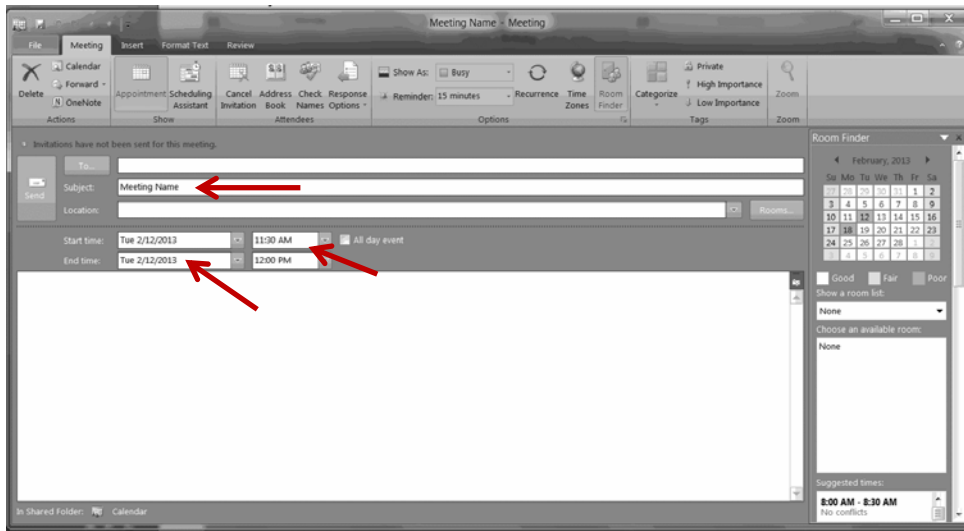 Meeting Name - Meeting
File Meeting Insert Format Text Review
Delete
Calendar
Forward
OneNote
Actions
Appointment
Scheduling Assistant
Show
Cancel Invitation
Address Book
Check Names
Response Options
Attendees
Show As: Busy
Reminder: 15 minutes
Recurrence
Time Zones
Room Finder
Options
Categorize
Private
High Importance
Low Importance
Tags
Zoom
Zoom
Invitations have not been sent for this meeting.
Send
To...
Subject: Meeting Name
Location: Rooms...
Start time: Tue 2/12/2013 11:30 AM All day event
End time: Tue 2/12/2013 12:00 PM
In Shared Folder: Calendar
Room Finder
February, 2013
Su Mo Tu We Th Fr Sa
27 28 29 30 31 1 2
3 4 5 6 7 8 9
10 11 12 13 14 15 16
17 18 19 20 21 22 23
24 25 26 27 28 1 2
3 4 5 6 7 8 9
Good Fair Poor
Show a room list:
None
Choose an available room:
None
Suggested times:
8:00 AM - 8:30 AM
No conflicts